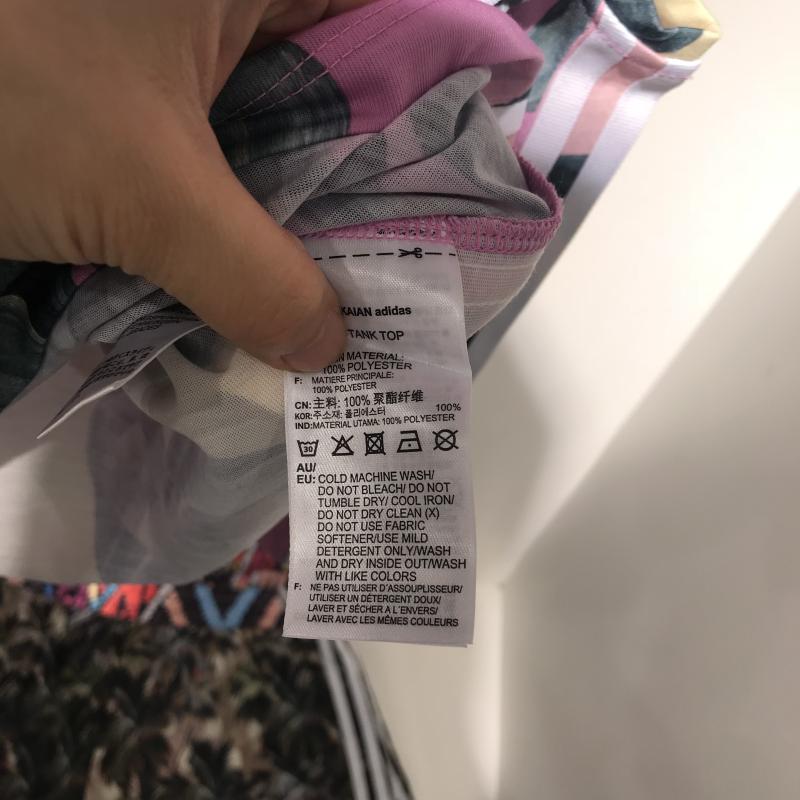 KAIAN adidas
TANK TOP
MATERIAL:
100% POLYESTER
F: MATIERE PRINCIPALE:
100% POLYESTER
CN: 主料: 100% 聚酯纤维
KOR: 주소재: 폴리에스터 100%
IND: MATERIAL UTAMA: 100% POLYESTER
30
AU/
EU: COLD MACHINE WASH/
DO NOT BLEACH/ DO NOT
TUMBLE DRY/ COOL IRON/
DO NOT DRY CLEAN (X)
DO NOT USE FABRIC
SOFTENER/USE MILD
DETERGENT ONLY/WASH
AND DRY INSIDE OUT/WASH
WITH LIKE COLORS
F: NE PAS UTILISER D'ASSOUPLISSEUR/
UTILISER UN DÉTERGENT DOUX/
LAVER ET SÉCHER A L'ENVERS/
LAVER AVEC LES MÊMES COULEURS